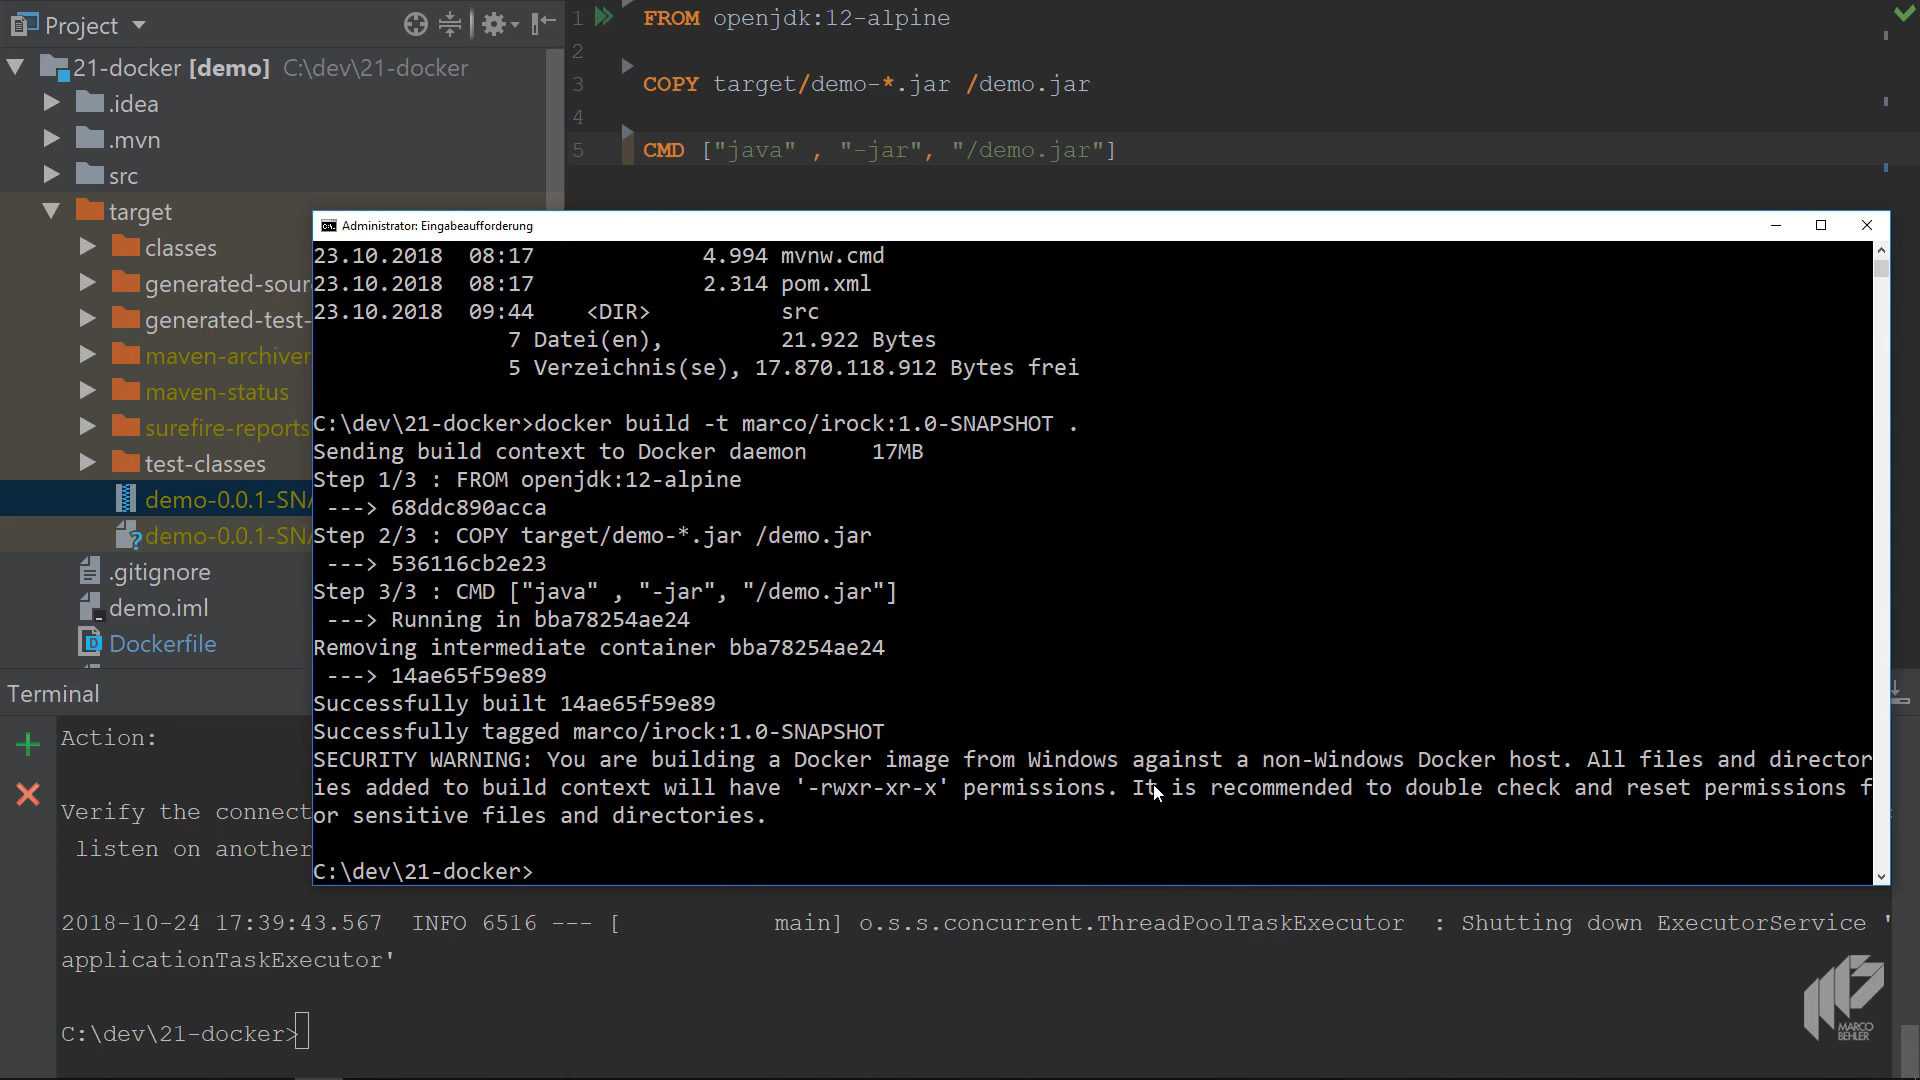 Project
1 FROM openjdk:12-alpine
2
3 COPY target/demo-*.jar /demo.jar
4
5 CMD ["java" , "-jar", "/demo.jar"]
21-docker [demo] C:\dev\21-docker
.idea
.mvn
src
target
classes
generated-sour
generated-test-
maven-archiver
maven-status
surefire-reports
test-classes
demo-0.0.1-SNA
demo-0.0.1-SNA
.gitignore
demo.iml
Dockerfile
Administrator: Eingabeaufforderung
23.10.2018  08:17             4.994 mvnw.cmd
23.10.2018  08:17             2.314 pom.xml
23.10.2018  09:44    <DIR>          src
7 Datei(en),         21.922 Bytes
5 Verzeichnis(se), 17.870.118.912 Bytes frei
C:\dev\21-docker>docker build -t marco/irock:1.0-SNAPSHOT .
Sending build context to Docker daemon     17MB
Step 1/3 : FROM openjdk:12-alpine
---> 68ddc890acca
Step 2/3 : COPY target/demo-*.jar /demo.jar
---> 536116cb2e23
Step 3/3 : CMD ["java" , "-jar", "/demo.jar"]
---> Running in bba78254ae24
Removing intermediate container bba78254ae24
---> 14ae65f59e89
Successfully built 14ae65f59e89
Successfully tagged marco/irock:1.0-SNAPSHOT
SECURITY WARNING: You are building a Docker image from Windows against a non-Windows Docker host. All files and director
ies added to build context will have '-rwxr-xr-x' permissions. It is recommended to double check and reset permissions f
or sensitive files and directories.
C:\dev\21-docker>
Terminal
Action:
Verify the connect
listen on another
2018-10-24 17:39:43.567  INFO 6516 --- [          main] o.s.s.concurrent.ThreadPoolTaskExecutor  : Shutting down ExecutorService '
applicationTaskExecutor'
C:\dev\21-docker>
MARCO
BEHLER